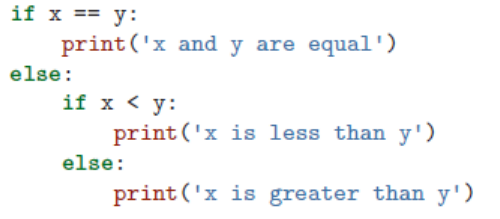 if x == y:
    print('x and y are equal')
else:
    if x < y:
        print('x is less than y')
    else:
        print('x is greater than y')